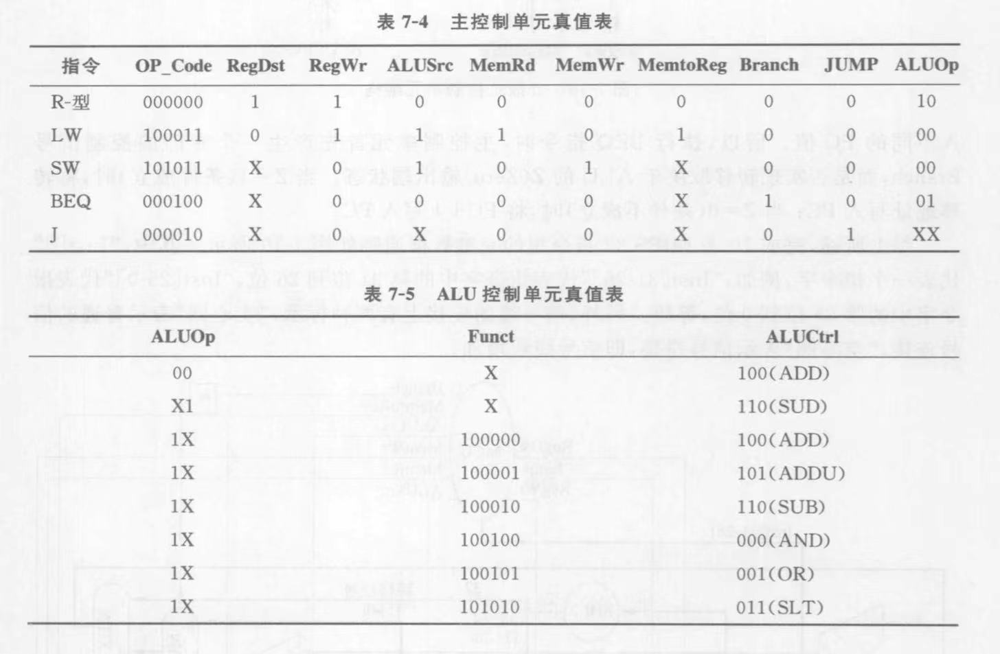 表 7-4 主控制单元真值表
指令 OP_Code RegDst RegWr ALUSrc MemRd MemWr MemtoReg Branch JUMP ALUOp
R-型 000000 1 1 0 0 0 0 0 0 10
LW 100011 0 1 1 1 0 1 0 0 00
SW 101011 X 0 1 0 1 X 0 0 00
BEQ 000100 X 0 0 0 0 X 1 0 01
J 000010 X 0 X 0 0 X 0 1 XX
表 7-5 ALU 控制单元真值表
ALUOp Funct ALUCtrl
00 X 100(ADD)
X1 X 110(SUD)
1X 100000 100(ADD)
1X 100001 101(ADDU)
1X 100010 110(SUB)
1X 100100 000(AND)
1X 100101 001(OR)
1X 101010 011(SLT)